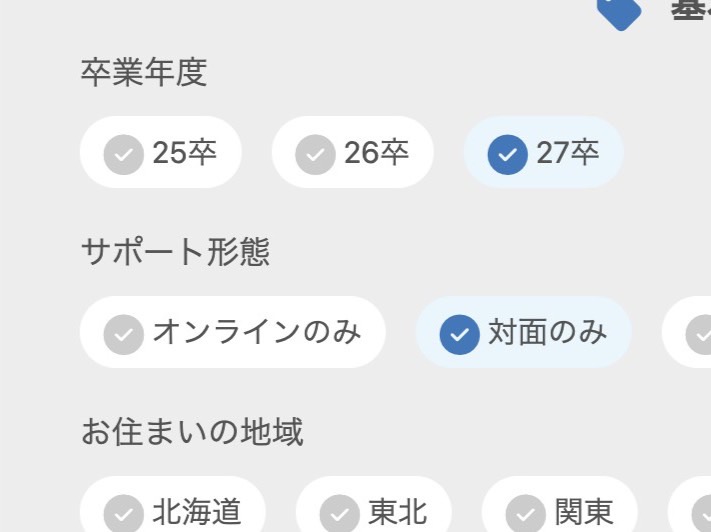 卒業年度
25卒 26卒 27卒
サポート形態
オンラインのみ 対面のみ
お住まいの地域
北海道 東北 関東